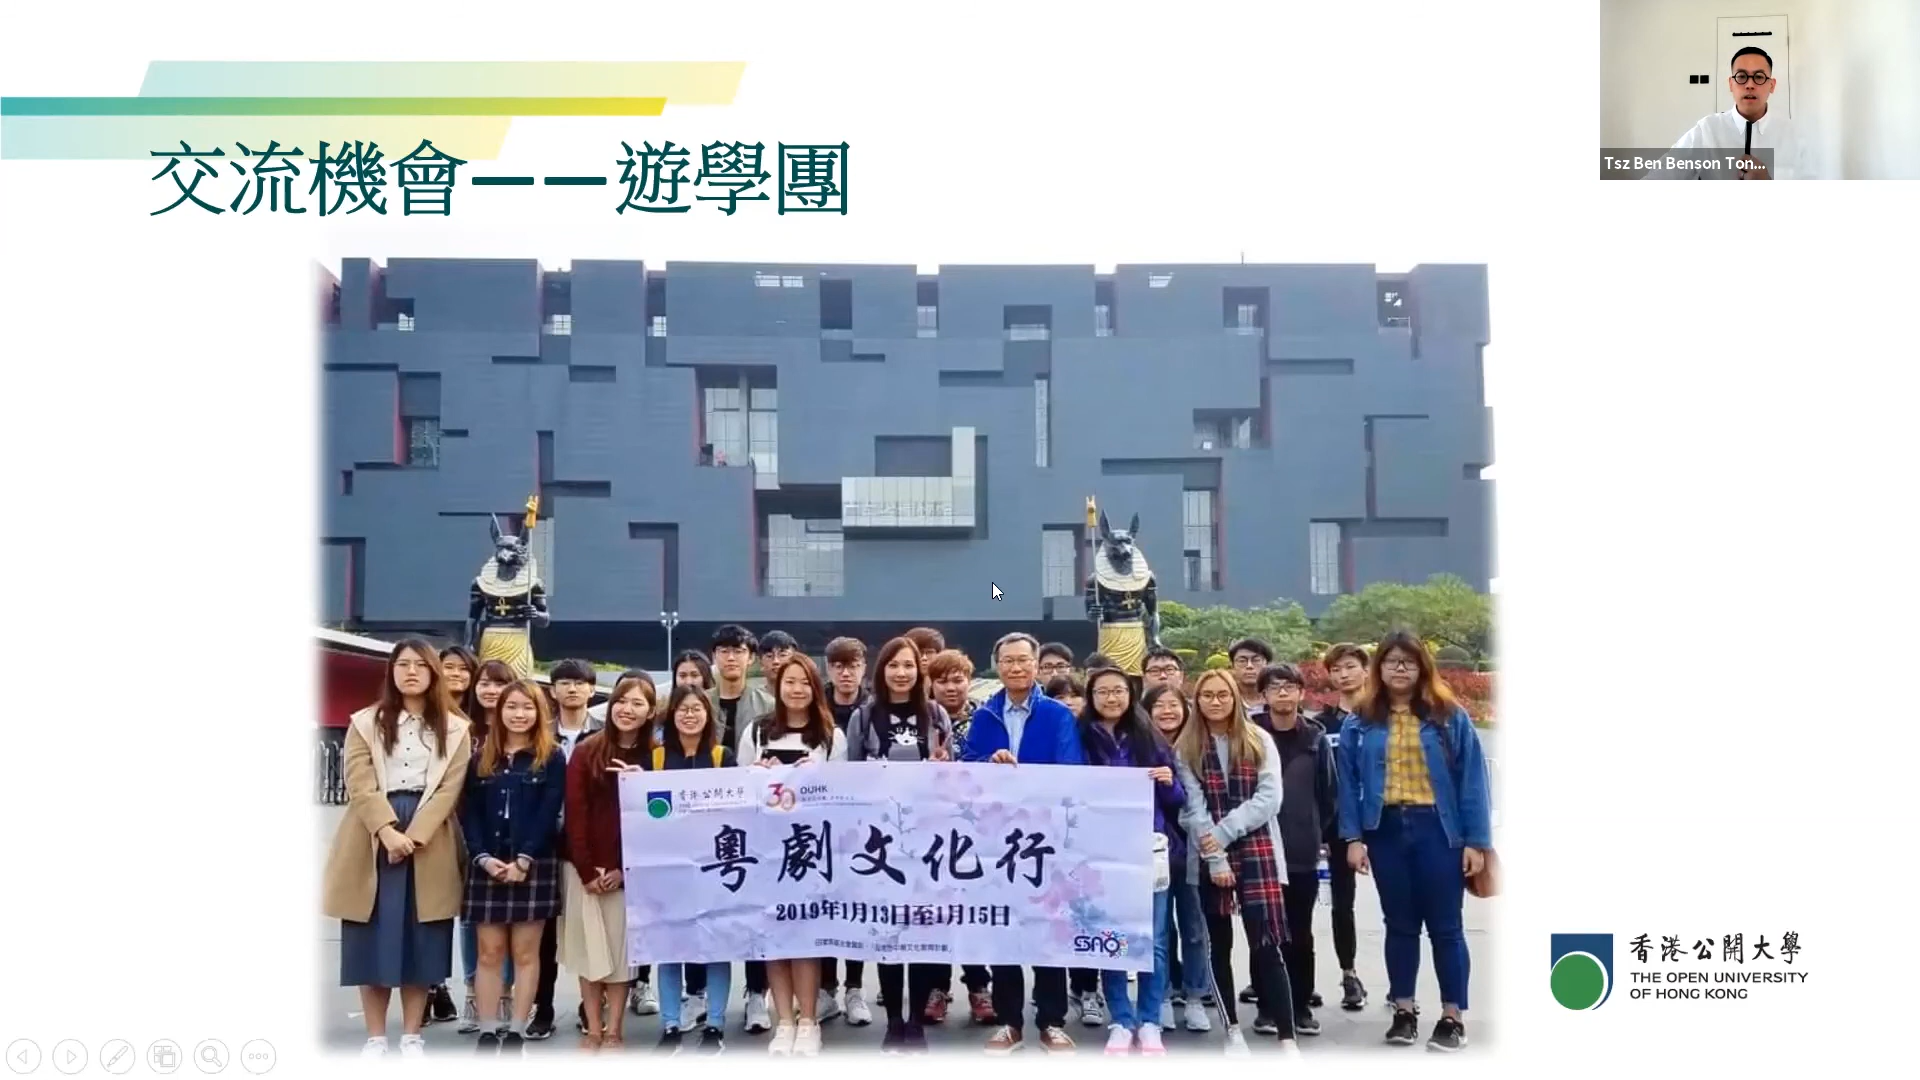 交流機會——遊學團
Tsz Ben Benson Ton...
香港公開大學
OUHK
粵劇文化行
2019年1月13日至1月15日
SAO
香港公開大學
THE OPEN UNIVERSITY
OF HONG KONG